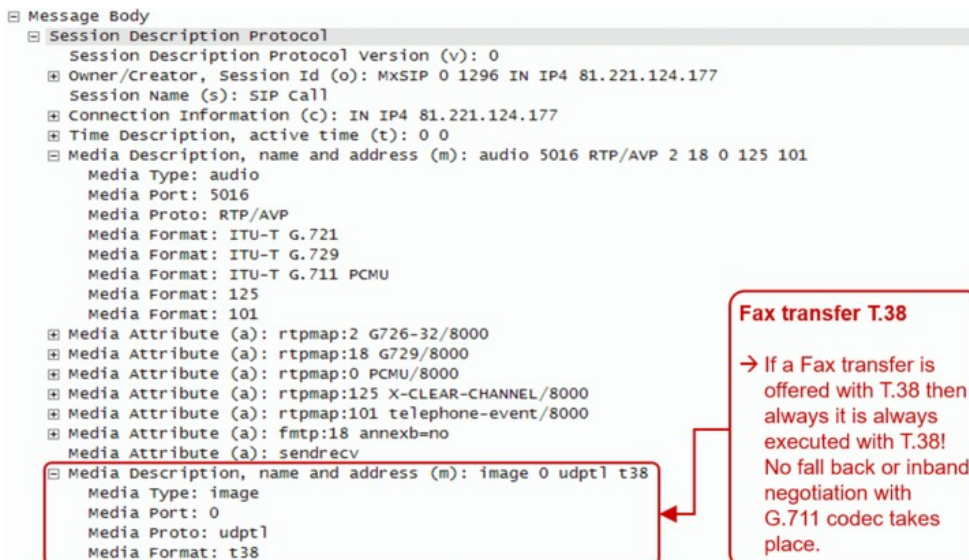 Message Body
Session Description Protocol
Session Description Protocol Version (v): 0
Owner/Creator, Session Id (o): MxSIP 0 1296 IN IP4 81.221.124.177
Session Name (s): SIP Call
Connection Information (c): IN IP4 81.221.124.177
Time Description, active time (t): 0 0
Media Description, name and address (m): audio 5016 RTP/AVP 2 18 0 125 101
Media Type: audio
Media Port: 5016
Media Proto: RTP/AVP
Media Format: ITU-T G.721
Media Format: ITU-T G.729
Media Format: ITU-T G.711 PCMU
Media Format: 125
Media Format: 101
Media Attribute (a): rtpmap:2 G726-32/8000
Media Attribute (a): rtpmap:18 G729/8000
Media Attribute (a): rtpmap:0 PCMU/8000
Media Attribute (a): rtpmap:125 X-CLEAR-CHANNEL/8000
Media Attribute (a): rtpmap:101 telephone-event/8000
Media Attribute (a): fmtp:18 annexb=no
Media Attribute (a): sendrecv
Media Description, name and address (m): image 0 udptl t38
Media Type: image
Media Port: 0
Media Proto: udptl
Media Format: t38
Fax transfer T.38
→ If a Fax transfer is
offered with T.38 then
always it is always
executed with T.38!
No fall back or inband
negotiation with
G.711 codec takes
place.